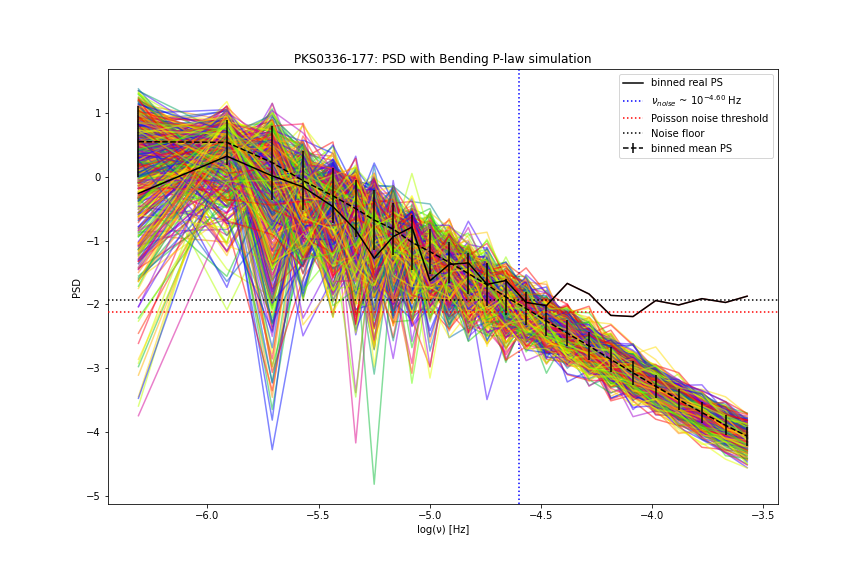 PKS0336-177: PSD with Bending P-law simulation
binned real PS
ν_noise ~ 10^−4.60 Hz
Poisson noise threshold
Noise floor
binned mean PS
PSD
1
0
−1
−2
−3
−4
−5
−6.0
−5.5
−5.0
−4.5
−4.0
−3.5
log(ν) [Hz]